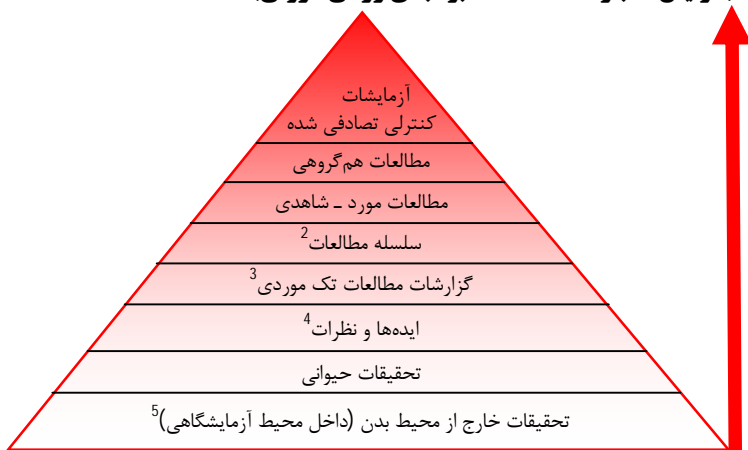 آزمایشات
کنترلی تصادفی شده
مطالعات هم‌گروهی
مطالعات مورد ـ شاهدی
سلسله مطالعات2
گزارشات مطالعات تک موردی3
ایده‌ها و نظرات4
تحقیقات حیوانی
تحقیقات خارج از محیط بدن (داخل محیط آزمایشگاهی)5